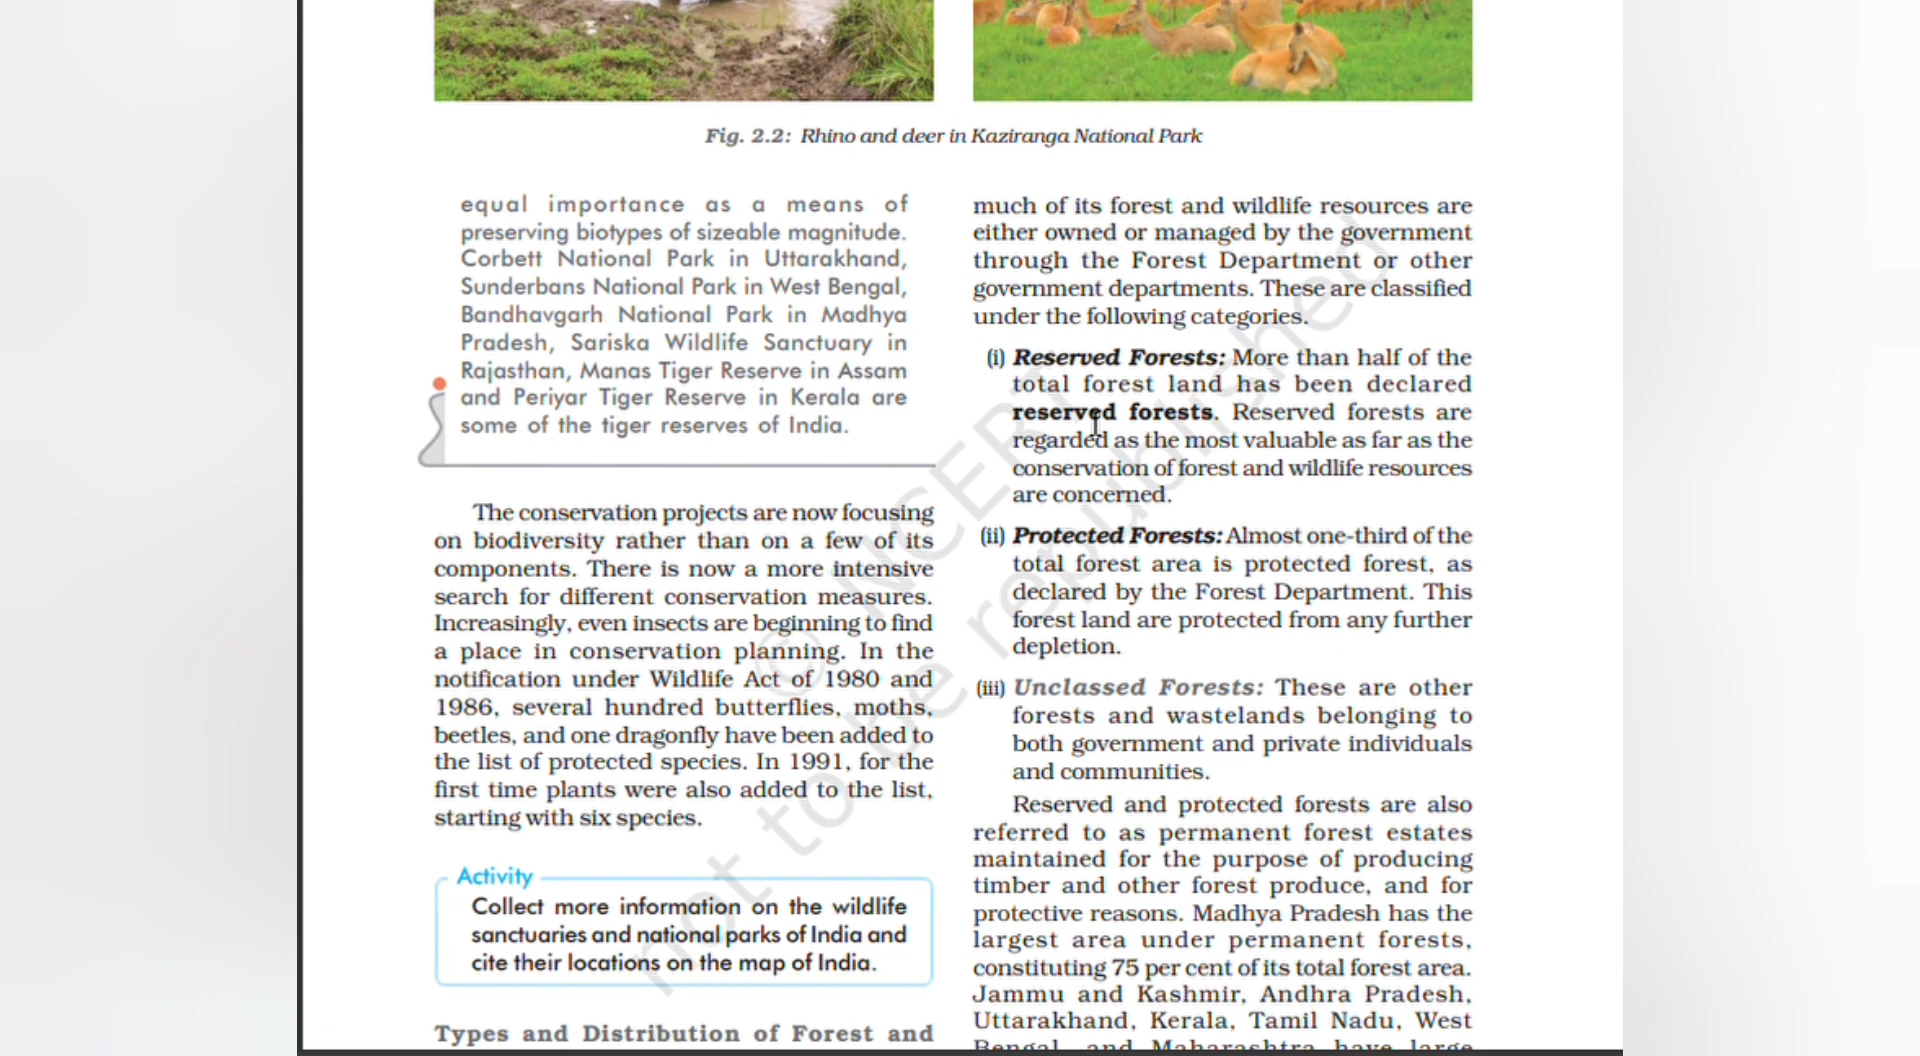 Fig. 2.2: Rhino and deer in Kaziranga National Park
equal importance as a means of
preserving biotypes of sizeable magnitude.
Corbett National Park in Uttarakhand,
Sunderbans National Park in West Bengal,
Bandhavgarh National Park in Madhya
Pradesh, Sariska Wildlife Sanctuary in
Rajasthan, Manas Tiger Reserve in Assam
and Periyar Tiger Reserve in Kerala are
some of the tiger reserves of India.
The conservation projects are now focusing
on biodiversity rather than on a few of its
components. There is now a more intensive
search for different conservation measures.
Increasingly, even insects are beginning to find
a place in conservation planning. In the
notification under Wildlife Act of 1980 and
1986, several hundred butterflies, moths,
beetles, and one dragonfly have been added to
the list of protected species. In 1991, for the
first time plants were also added to the list,
starting with six species.
Activity
Collect more information on the wildlife
sanctuaries and national parks of India and
cite their locations on the map of India.
Types and Distribution of Forest and
much of its forest and wildlife resources are
either owned or managed by the government
through the Forest Department or other
government departments. These are classified
under the following categories.
(i) Reserved Forests: More than half of the
total forest land has been declared
reserved forests. Reserved forests are
regarded as the most valuable as far as the
conservation of forest and wildlife resources
are concerned.
(ii) Protected Forests: Almost one-third of the
total forest area is protected forest, as
declared by the Forest Department. This
forest land are protected from any further
depletion.
(iii) Unclassed Forests: These are other
forests and wastelands belonging to
both government and private individuals
and communities.
Reserved and protected forests are also
referred to as permanent forest estates
maintained for the purpose of producing
timber and other forest produce, and for
protective reasons. Madhya Pradesh has the
largest area under permanent forests,
constituting 75 per cent of its total forest area.
Jammu and Kashmir, Andhra Pradesh,
Uttarakhand, Kerala, Tamil Nadu, West
Bengal, and Maharashtra have large
© NCERT
not to be republished